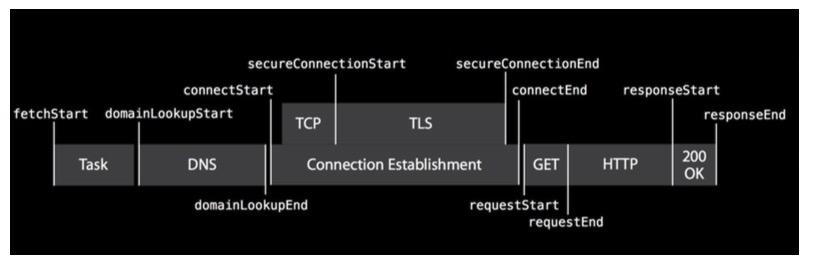 secureConnectionStart
secureConnectionEnd
connectStart
connectEnd
responseStart
fetchStart
domainLookupStart
responseEnd
TCP
TLS
Task
DNS
Connection Establishment
GET
HTTP
200
OK
domainLookupEnd
requestStart
requestEnd